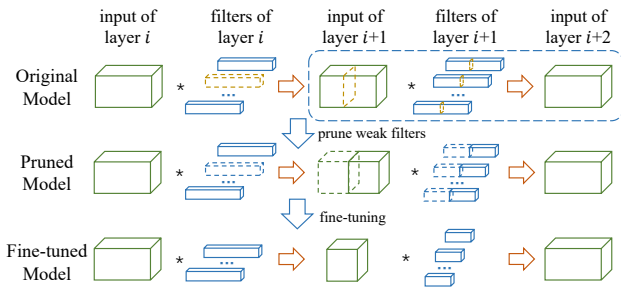 input of filters of input of filters of input of
layer i layer i layer i+1 layer i+1 layer i+2
Original
Model
* ... * ...
prune weak filters
Pruned
Model
* ... * ...
fine-tuning
Fine-tuned
Model
* ... * ...